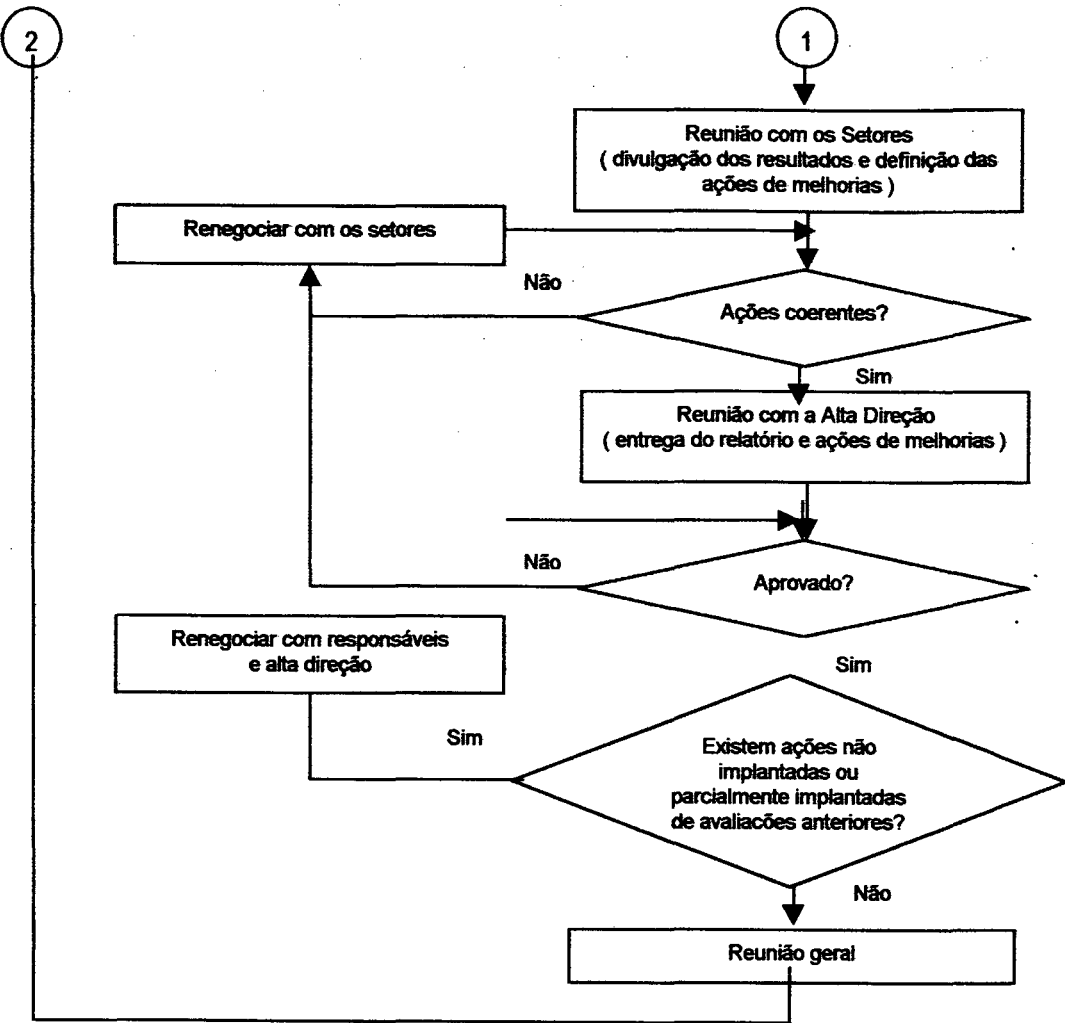 2
1
Reunião com os Setores
( divulgação dos resultados e definição das
ações de melhorias )
Renegociar com os setores
Não
Ações coerentes?
Sim
Reunião com a Alta Direção
( entrega do relatório e ações de melhorias )
Não
Aprovado?
Renegociar com responsáveis
e alta direção
Sim
Sim
Existem ações não
implantadas ou
parcialmente implantadas
de avaliacões anteriores?
Não
Reunião geral